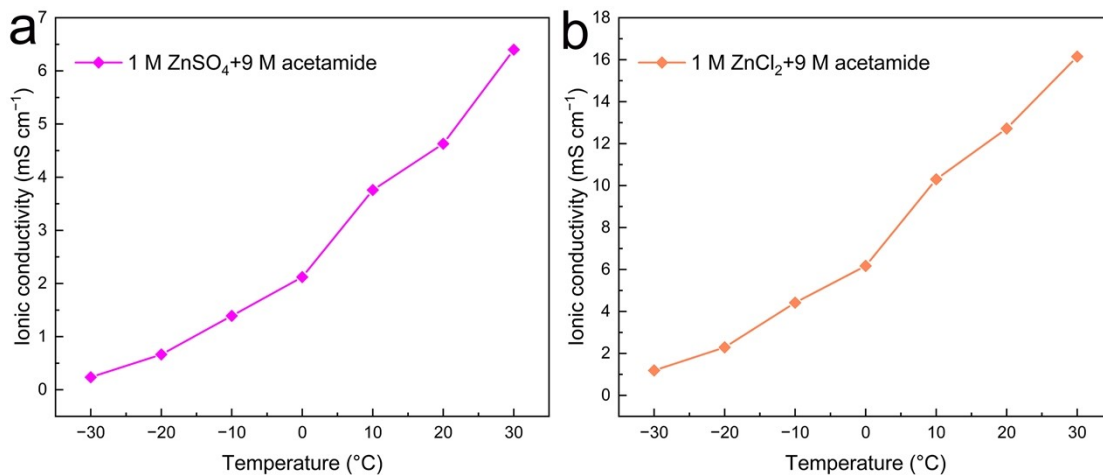 a
1 M ZnSO₄+9 M acetamide
Ionic conductivity (mS cm⁻¹)
7
6
5
4
3
2
1
0
−30 −20 −10 0 10 20 30
Temperature (°C)
b
1 M ZnCl₂+9 M acetamide
Ionic conductivity (mS cm⁻¹)
18
16
14
12
10
8
6
4
2
0
−30 −20 −10 0 10 20 30
Temperature (°C)